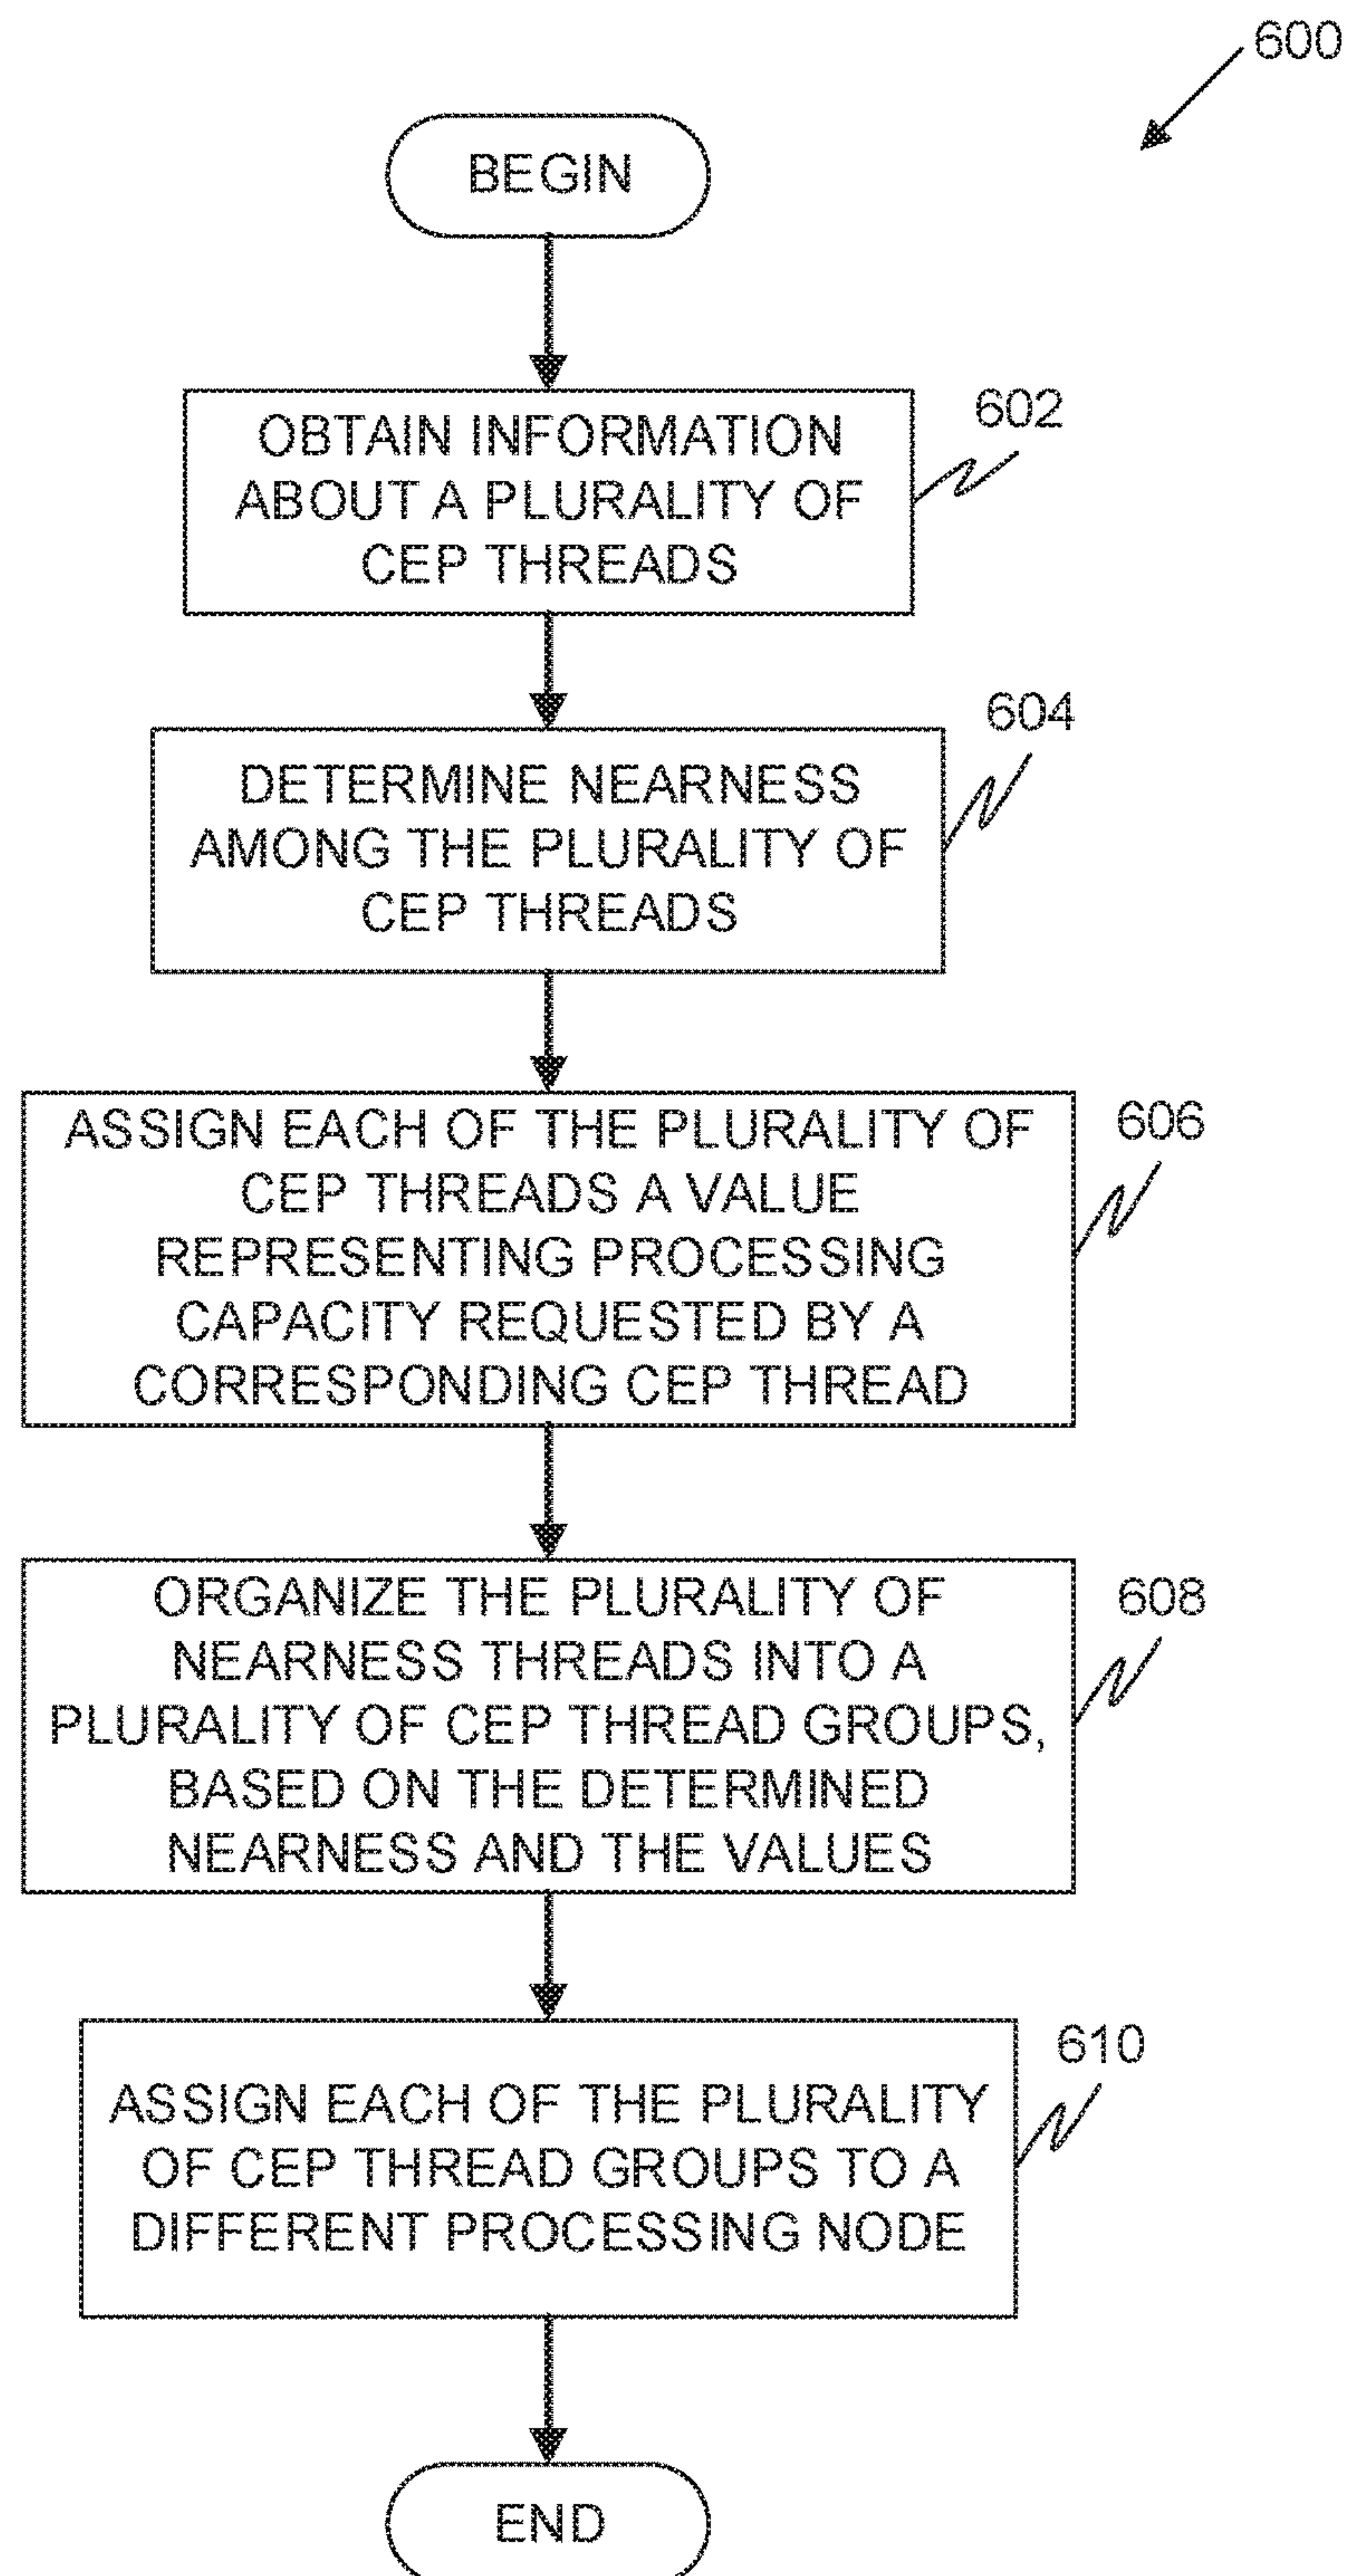 600
BEGIN
OBTAIN INFORMATION
ABOUT A PLURALITY OF
CEP THREADS
602
DETERMINE NEARNESS
AMONG THE PLURALITY OF
CEP THREADS
604
ASSIGN EACH OF THE PLURALITY OF
CEP THREADS A VALUE
REPRESENTING PROCESSING
CAPACITY REQUESTED BY A
CORRESPONDING CEP THREAD
606
ORGANIZE THE PLURALITY OF
NEARNESS THREADS INTO A
PLURALITY OF CEP THREAD GROUPS,
BASED ON THE DETERMINED
NEARNESS AND THE VALUES
608
ASSIGN EACH OF THE PLURALITY
OF CEP THREAD GROUPS TO A
DIFFERENT PROCESSING NODE
610
END